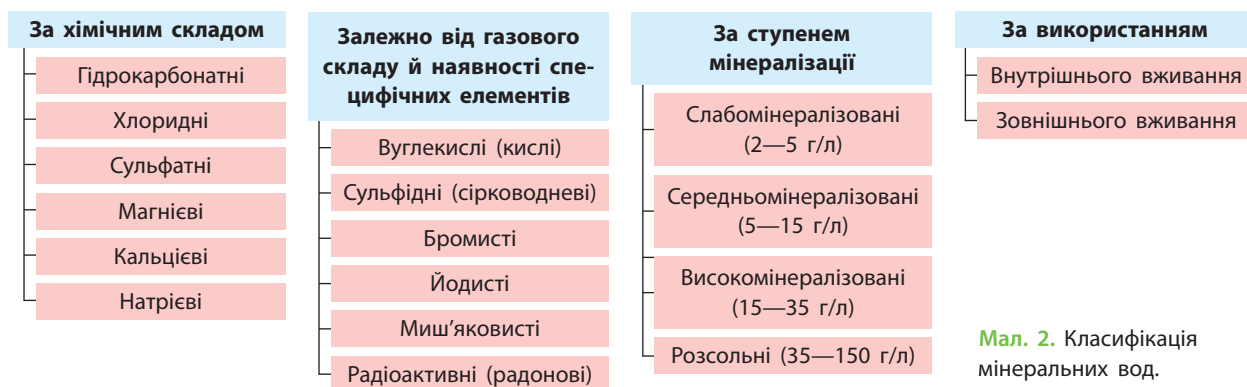 За хімічним складом
Гідрокарбонатні
Хлоридні
Сульфатні
Магнієві
Кальцієві
Натрієві
Залежно від газового
складу й наявності спе-
цифічних елементів
Вуглекислі (кислі)
Сульфідні (сірководневі)
Бромисті
Йодисті
Миш'яковисті
Радіоактивні (радонові)
За ступенем
мінералізації
Слабомінералізовані
(2—5 г/л)
Середньомінералізовані
(5—15 г/л)
Високомінералізовані
(15—35 г/л)
Розсольні (35—150 г/л)
За використанням
Внутрішнього вживання
Зовнішнього вживання
Мал. 2. Класифікація
мінеральних вод.